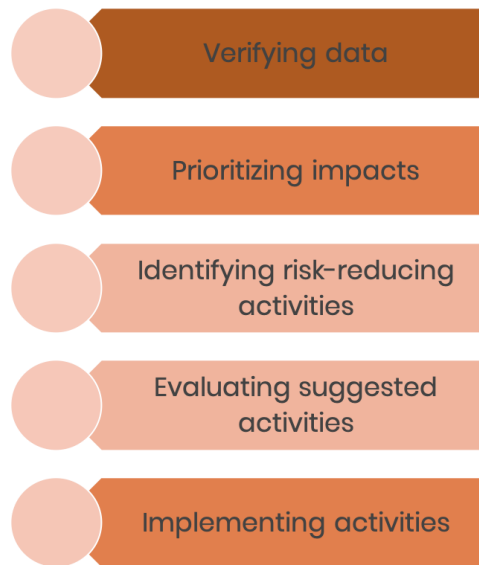 Verifying data
Prioritizing impacts
Identifying risk-reducing
activities
Evaluating suggested
activities
Implementing activities